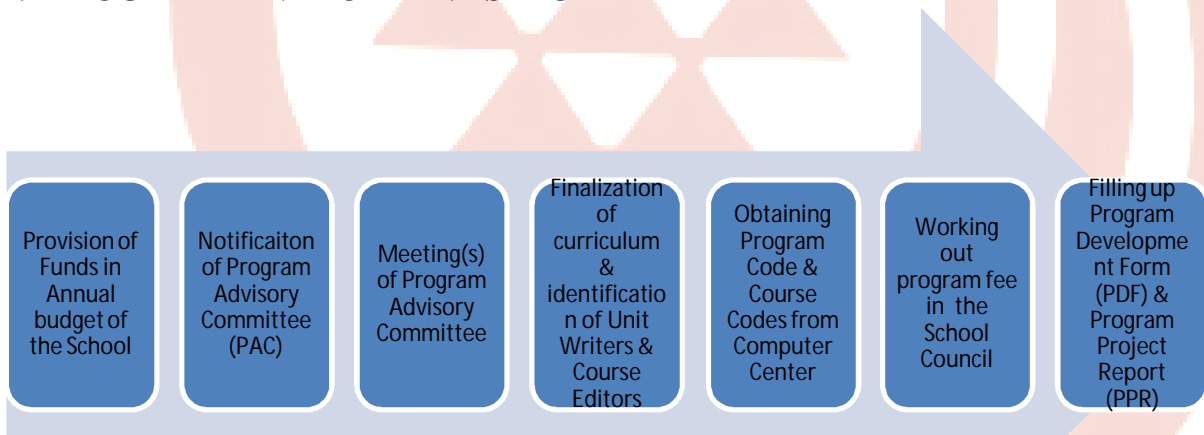 Provision of
Funds in
Annual
budget of
the School
Notificaiton
of Program
Advisory
Committee
(PAC)
Meeting(s)
of Program
Advisory
Committee
Finalization
of
curriculum
&
identificatio
n of Unit
Writers &
Course
Editors
Obtaining
Program
Code &
Course
Codes from
Computer
Center
Working
out
program fee
in the
School
Council
Filling up
Program
Developme
nt Form
(PDF) &
Program
Project
Report
(PPR)